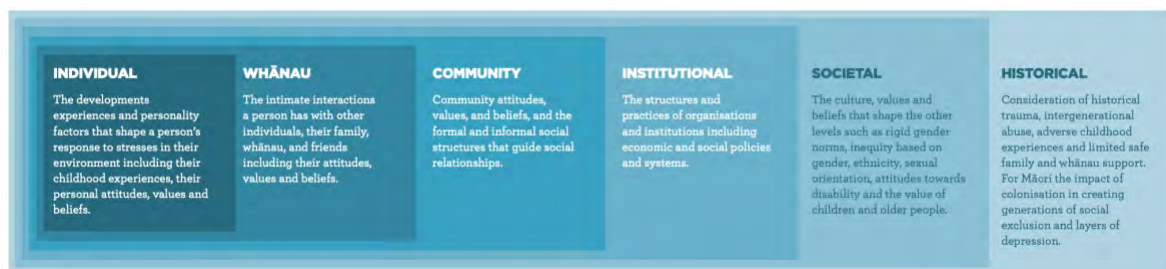 INDIVIDUAL
The developments
experiences and personality
factors that shape a person's
response to stresses in their
environment including their
childhood experiences, their
personal attitudes, values and
beliefs.
WHĀNAU
The intimate interactions
a person has with other
individuals, their family,
whānau, and friends
including their attitudes,
values and beliefs.
COMMUNITY
Community attitudes,
values, and beliefs, and the
formal and informal social
structures that guide social
relationships.
INSTITUTIONAL
The structures and
practices of organisations
and institutions including
economic and social policies
and systems.
SOCIETAL
The culture, values and
beliefs that shape the other
levels such as rigid gender
norms, inequity based on
gender, ethnicity, sexual
orientation, attitudes towards
disability and the value of
children and older people.
HISTORICAL
Consideration of historical
trauma, intergenerational
abuse, adverse childhood
experiences and limited safe
family and whānau support.
For Māori the impact of
colonisation in creating
generations of social
exclusion and layers of
depression.